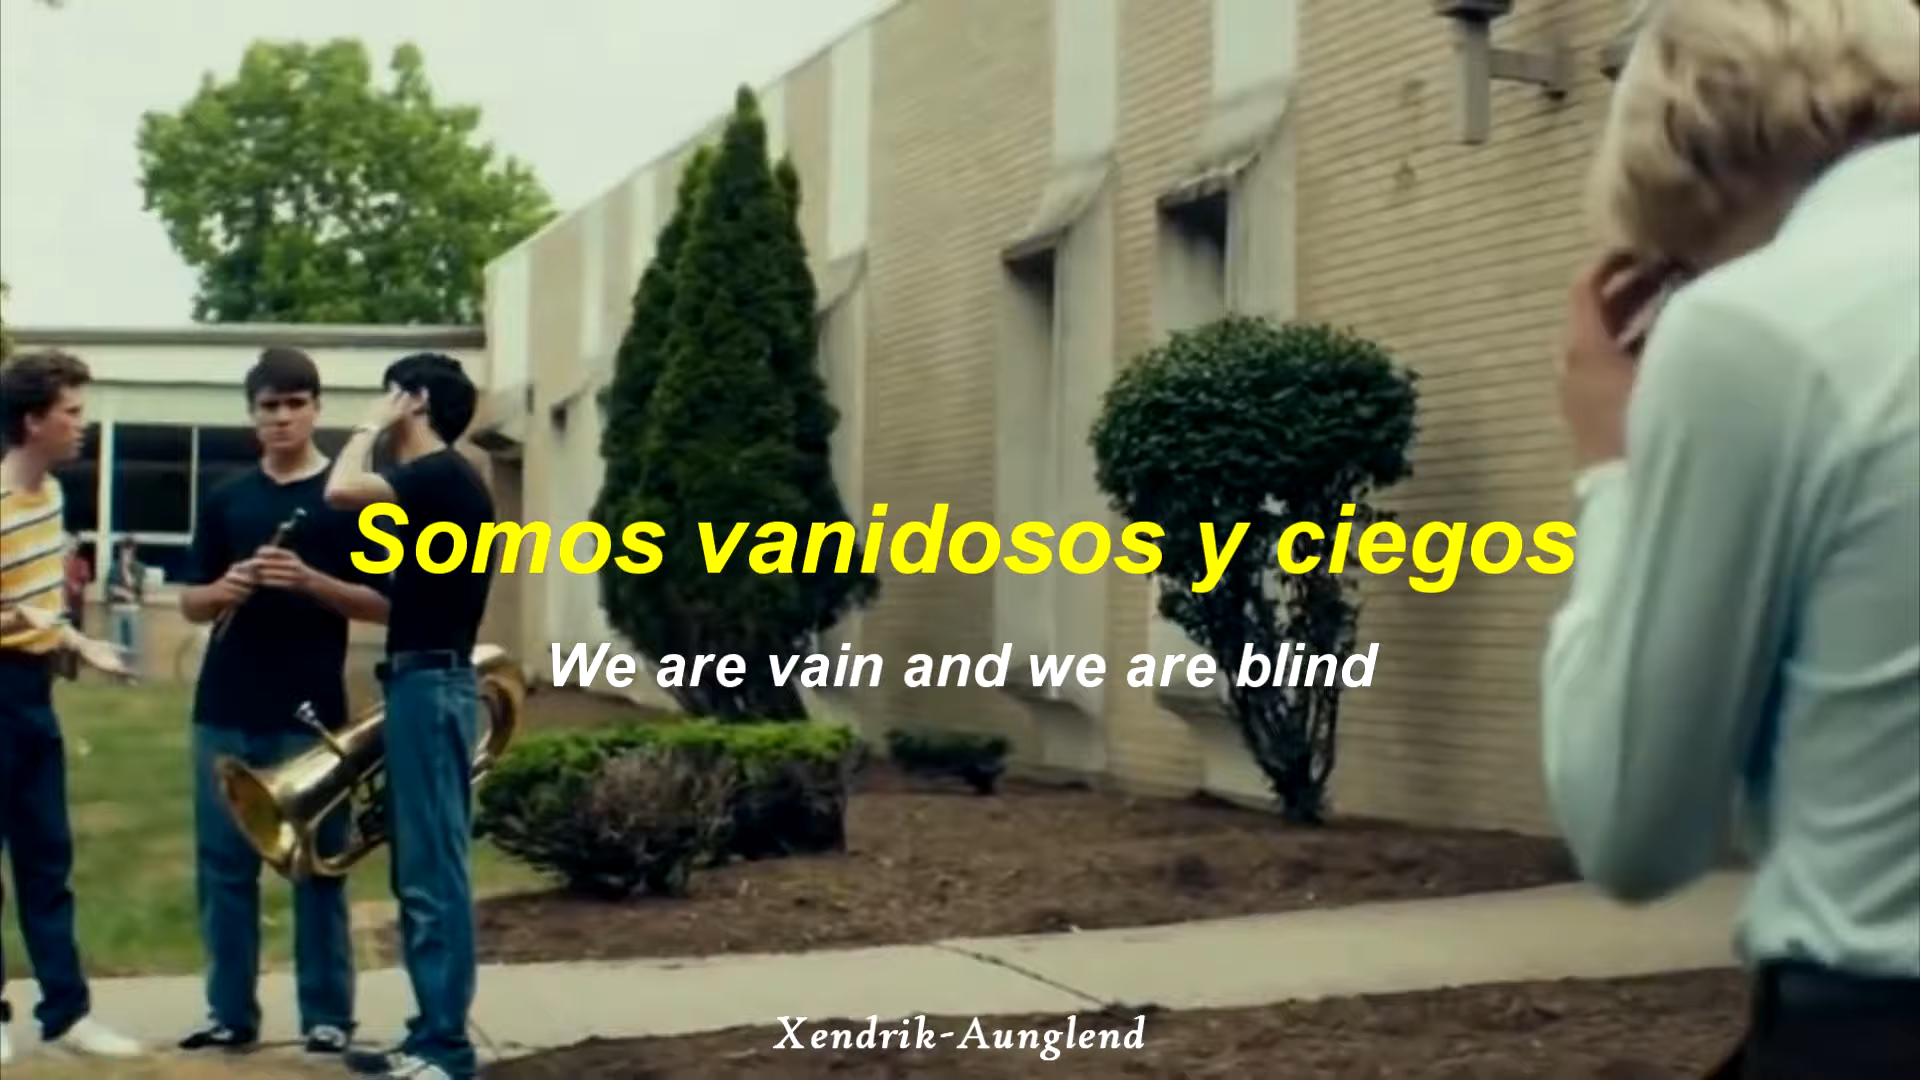 Somos vanidosos y ciegos
We are vain and we are blind
Xendrik-Aunglend